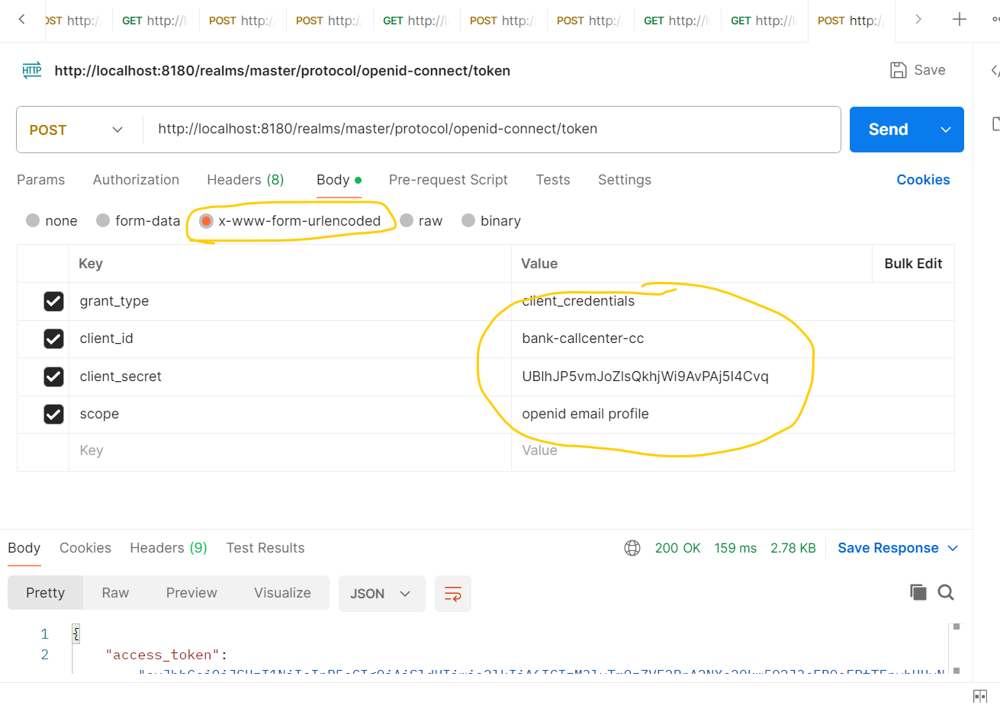 POST http:/
GET http://l
POST http:/
POST http:/
GET http://l
POST http:/
POST http:/
GET http://l
GET http://l
POST http:/
HTTP http://localhost:8180/realms/master/protocol/openid-connect/token
Save
POST http://localhost:8180/realms/master/protocol/openid-connect/token Send
Params Authorization Headers (8) Body Pre-request Script Tests Settings Cookies
none form-data x-www-form-urlencoded raw binary
Key Value Bulk Edit
grant_type client_credentials
client_id bank-callcenter-cc
client_secret UBlhJP5vmJoZlsQkhjWi9AvPAj5I4Cvq
scope openid email profile
Key Value
Body Cookies Headers (9) Test Results 200 OK 159 ms 2.78 KB Save Response
Pretty Raw Preview Visualize JSON
1 {
2 "access_token":